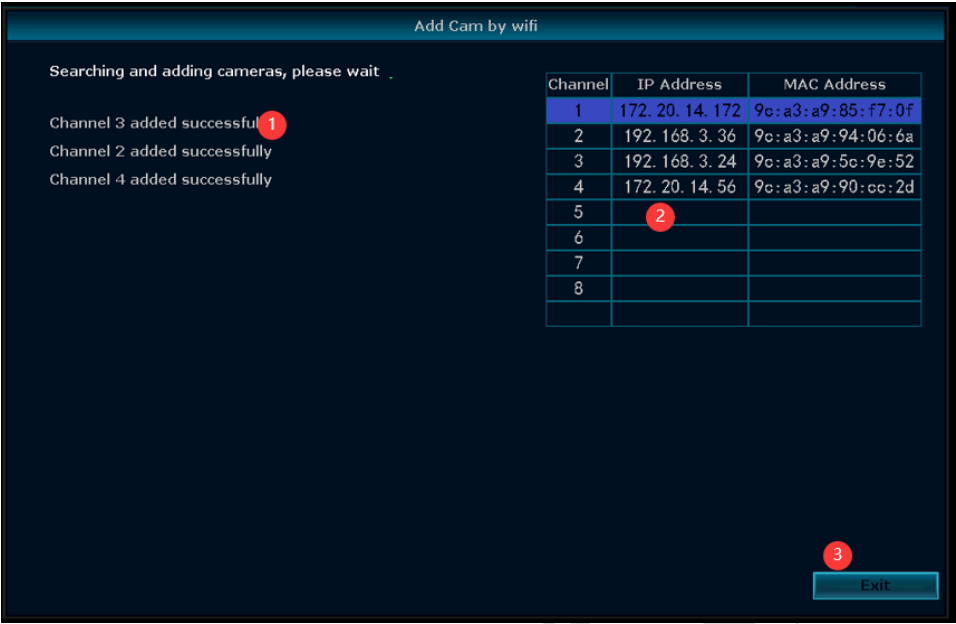 Add Cam by wifi
Searching and adding cameras, please wait .
Channel 3 added successful
1
Channel 2 added successfully
Channel 4 added successfully
Channel IP Address MAC Address
1 172.20.14.172 9c:a3:a9:85:f7:0f
2 192.168.3.36 9c:a3:a9:94:06:6a
3 192.168.3.24 9c:a3:a9:5c:9e:52
4 172.20.14.56 9c:a3:a9:90:cc:2d
5
2
6
7
8
3
Exit